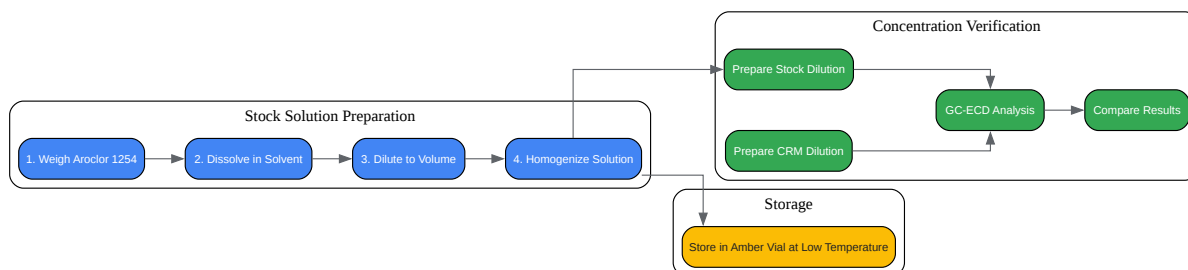 Concentration Verification
Prepare Stock Dilution
GC-ECD Analysis
Compare Results
Prepare CRM Dilution
Stock Solution Preparation
1. Weigh Aroclor 1254
2. Dissolve in Solvent
3. Dilute to Volume
4. Homogenize Solution
Storage
Store in Amber Vial at Low Temperature